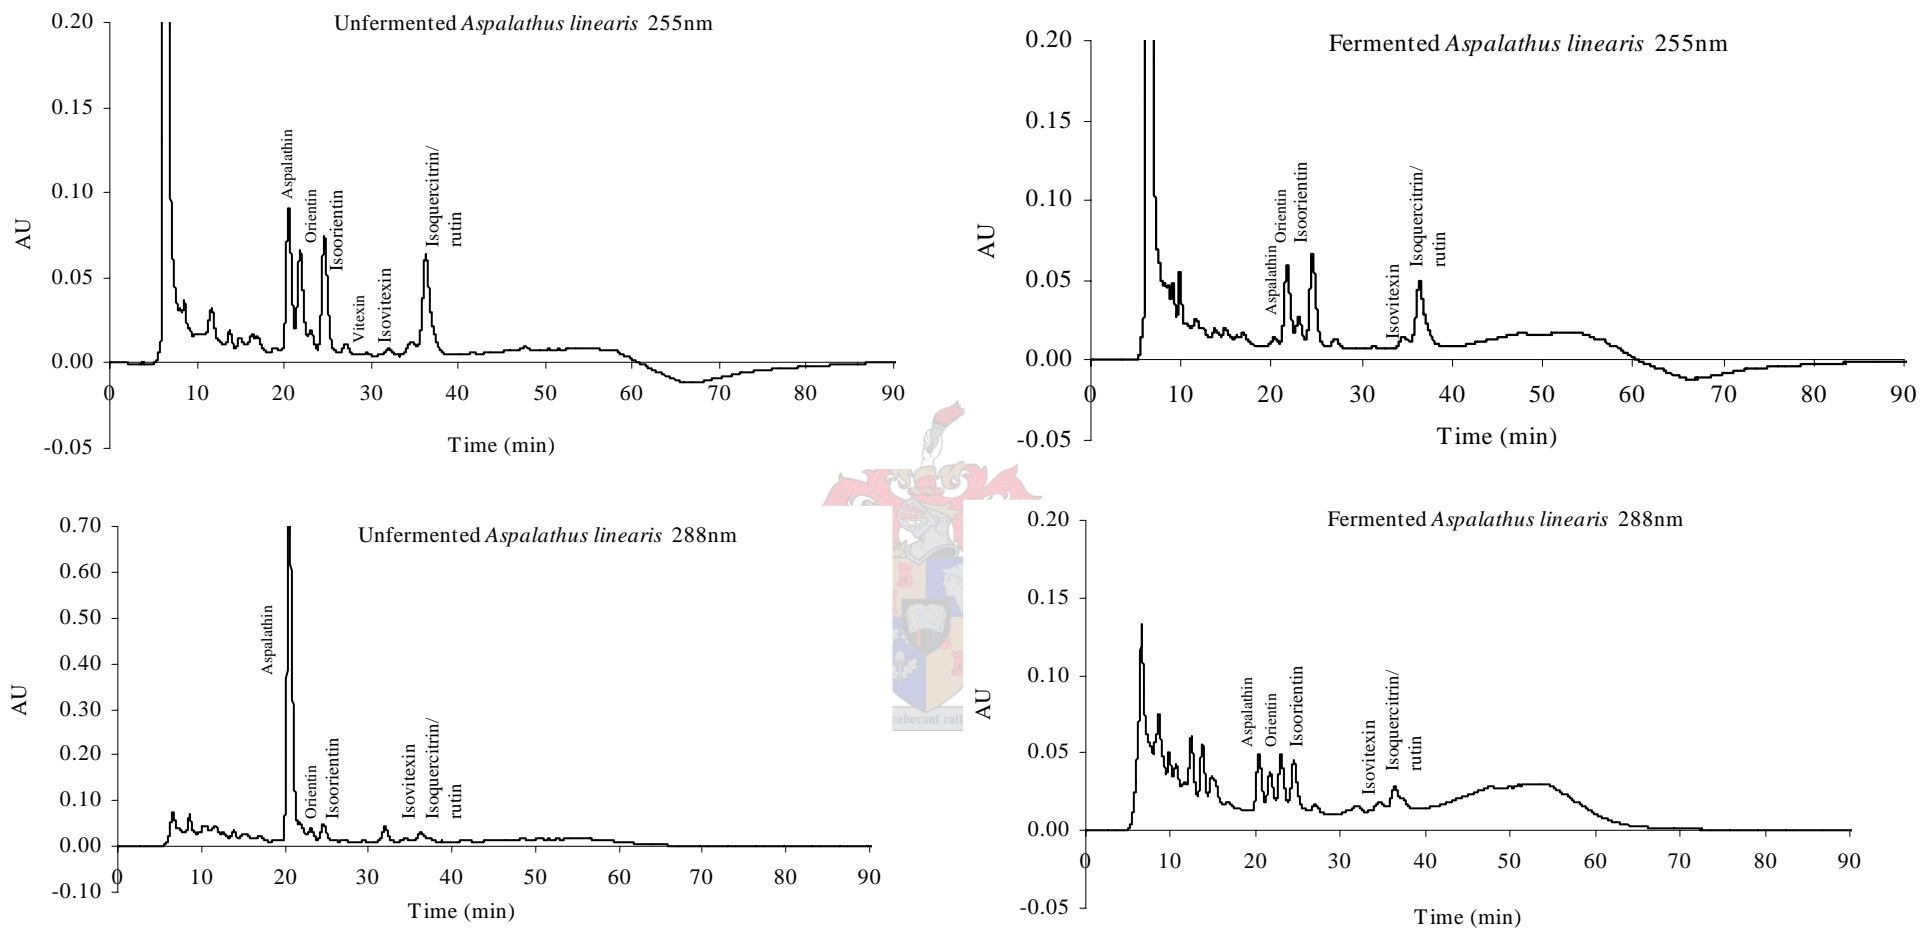 Unfermented Aspalathus linearis 255nm
0.20
0.15
0.10
0.05
0.00
-0.05
AU
Aspalathin
Orientin
Isoorientin
Vitexin
Isovitexin
Isoquercitrin/
rutin
0 10 20 30 40 50 60 70 80 90
Time (min)
Fermented Aspalathus linearis 255nm
0.20
0.15
0.10
0.05
0.00
-0.05
AU
Aspalathin
Orientin
Isoorientin
Isovitexin
Isoquercitrin/
rutin
0 10 20 30 40 50 60 70 80 90
Time (min)
Unfermented Aspalathus linearis 288nm
0.70
0.60
0.50
0.40
0.30
0.20
0.10
0.00
-0.10
AU
Aspalathin
Orientin
Isoorientin
Isovitexin
Isoquercitrin/
rutin
0 10 20 30 40 50 60 70 80 90
Time (min)
Fermented Aspalathus linearis 288nm
0.20
0.15
0.10
0.05
0.00
-0.05
AU
Aspalathin
Orientin
Isoorientin
Isovitexin
Isoquercitrin/
rutin
0 10 20 30 40 50 60 70 80 90
Time (min)
oborant cult